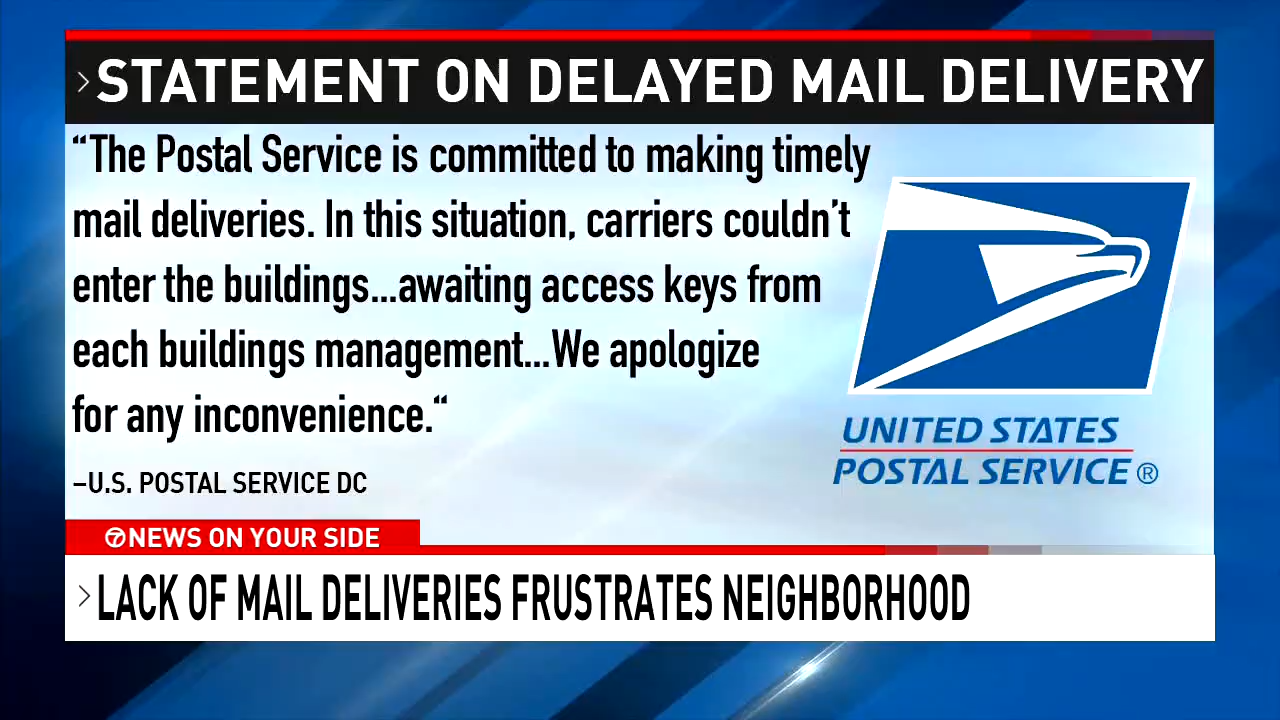 STATEMENT ON DELAYED MAIL DELIVERY
“The Postal Service is committed to making timely
mail deliveries. In this situation, carriers couldn’t
enter the buildings...awaiting access keys from
each buildings management...We apologize
for any inconvenience.“
–U.S. POSTAL SERVICE DC
UNITED STATES
POSTAL SERVICE ®
7 NEWS ON YOUR SIDE
LACK OF MAIL DELIVERIES FRUSTRATES NEIGHBORHOOD